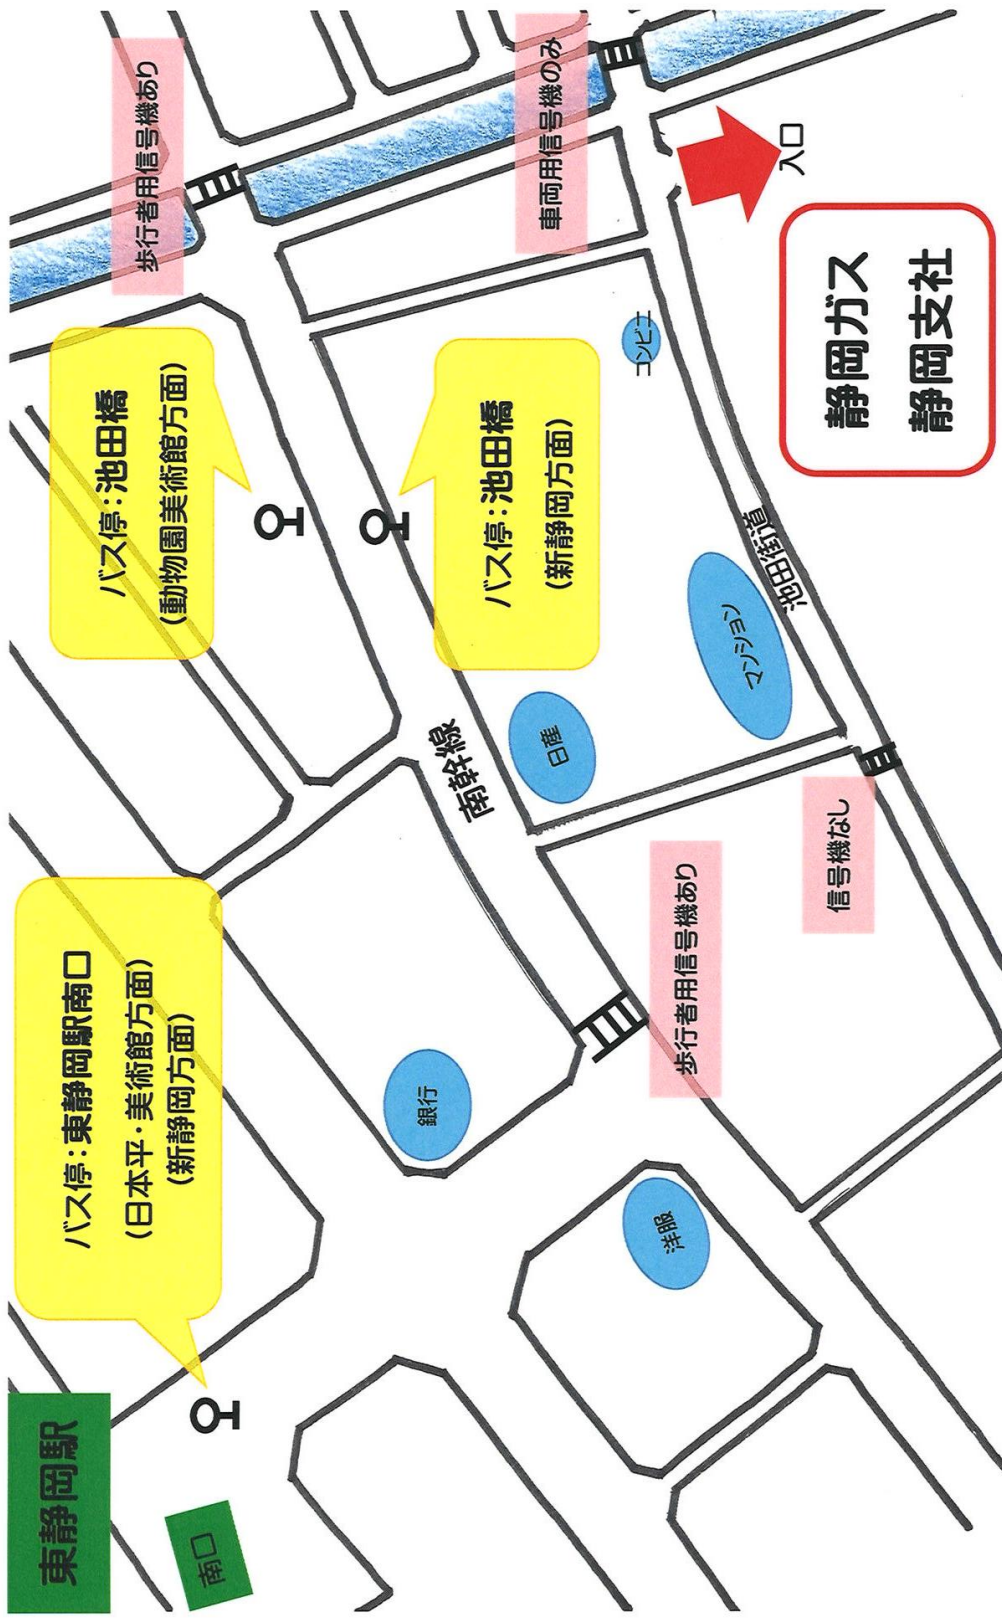 東静岡駅
南口
バス停：東静岡駅南口
（日本平・美術館方面）
（新静岡方面）
バス停：池田橋
（動物園美術館方面）
歩行者用信号機あり
銀行
南幹線
バス停：池田橋
（新静岡方面）
車両用信号機のみ
洋服
歩行者用信号機あり
日産
コンビニ
マンション
池田街道
信号機なし
入口
静岡ガス
静岡支社